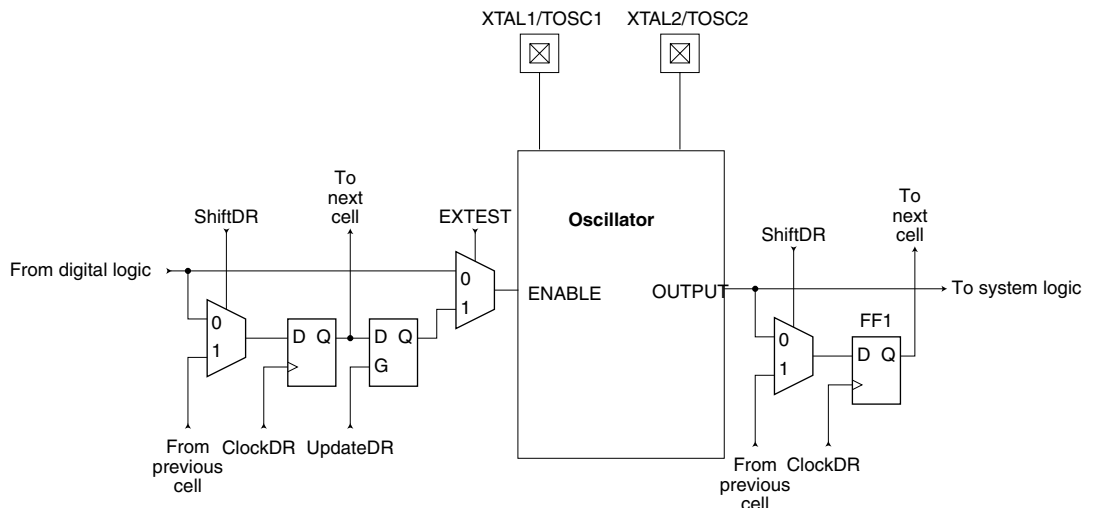 XTAL1/TOSC1
XTAL2/TOSC2
To
next
cell
ShiftDR
EXTEST
From digital logic
0
1
D Q
D Q
G
0
1
From
previous
cell
ClockDR
UpdateDR
Oscillator
ENABLE
OUTPUT
To
next
cell
ShiftDR
To system logic
FF1
0
1
D Q
From
previous
cell
ClockDR